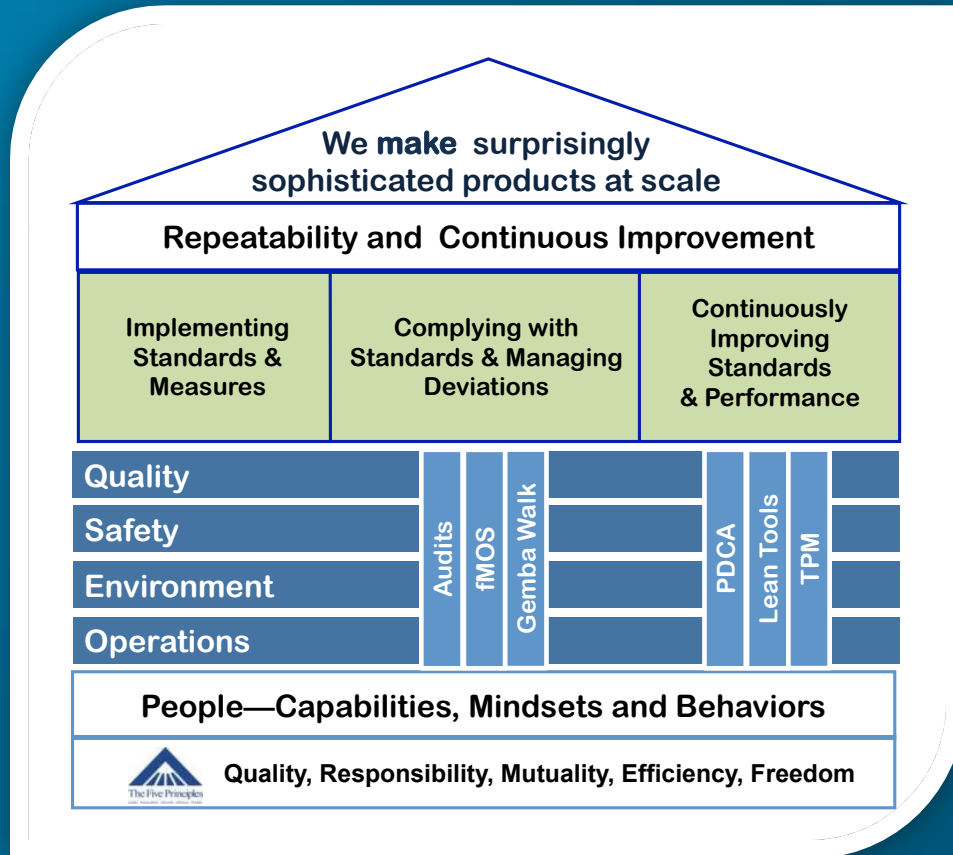 We make surprisingly
sophisticated products at scale
Repeatability and Continuous Improvement
Implementing
Standards &
Measures
Complying with
Standards & Managing
Deviations
Continuously
Improving
Standards
& Performance
Quality
Safety
Environment
Operations
Audits
fMOS
Gemba Walk
PDCA
Lean Tools
TPM
People—Capabilities, Mindsets and Behaviors
The Five Principles
Quality, Responsibility, Mutuality, Efficiency, Freedom